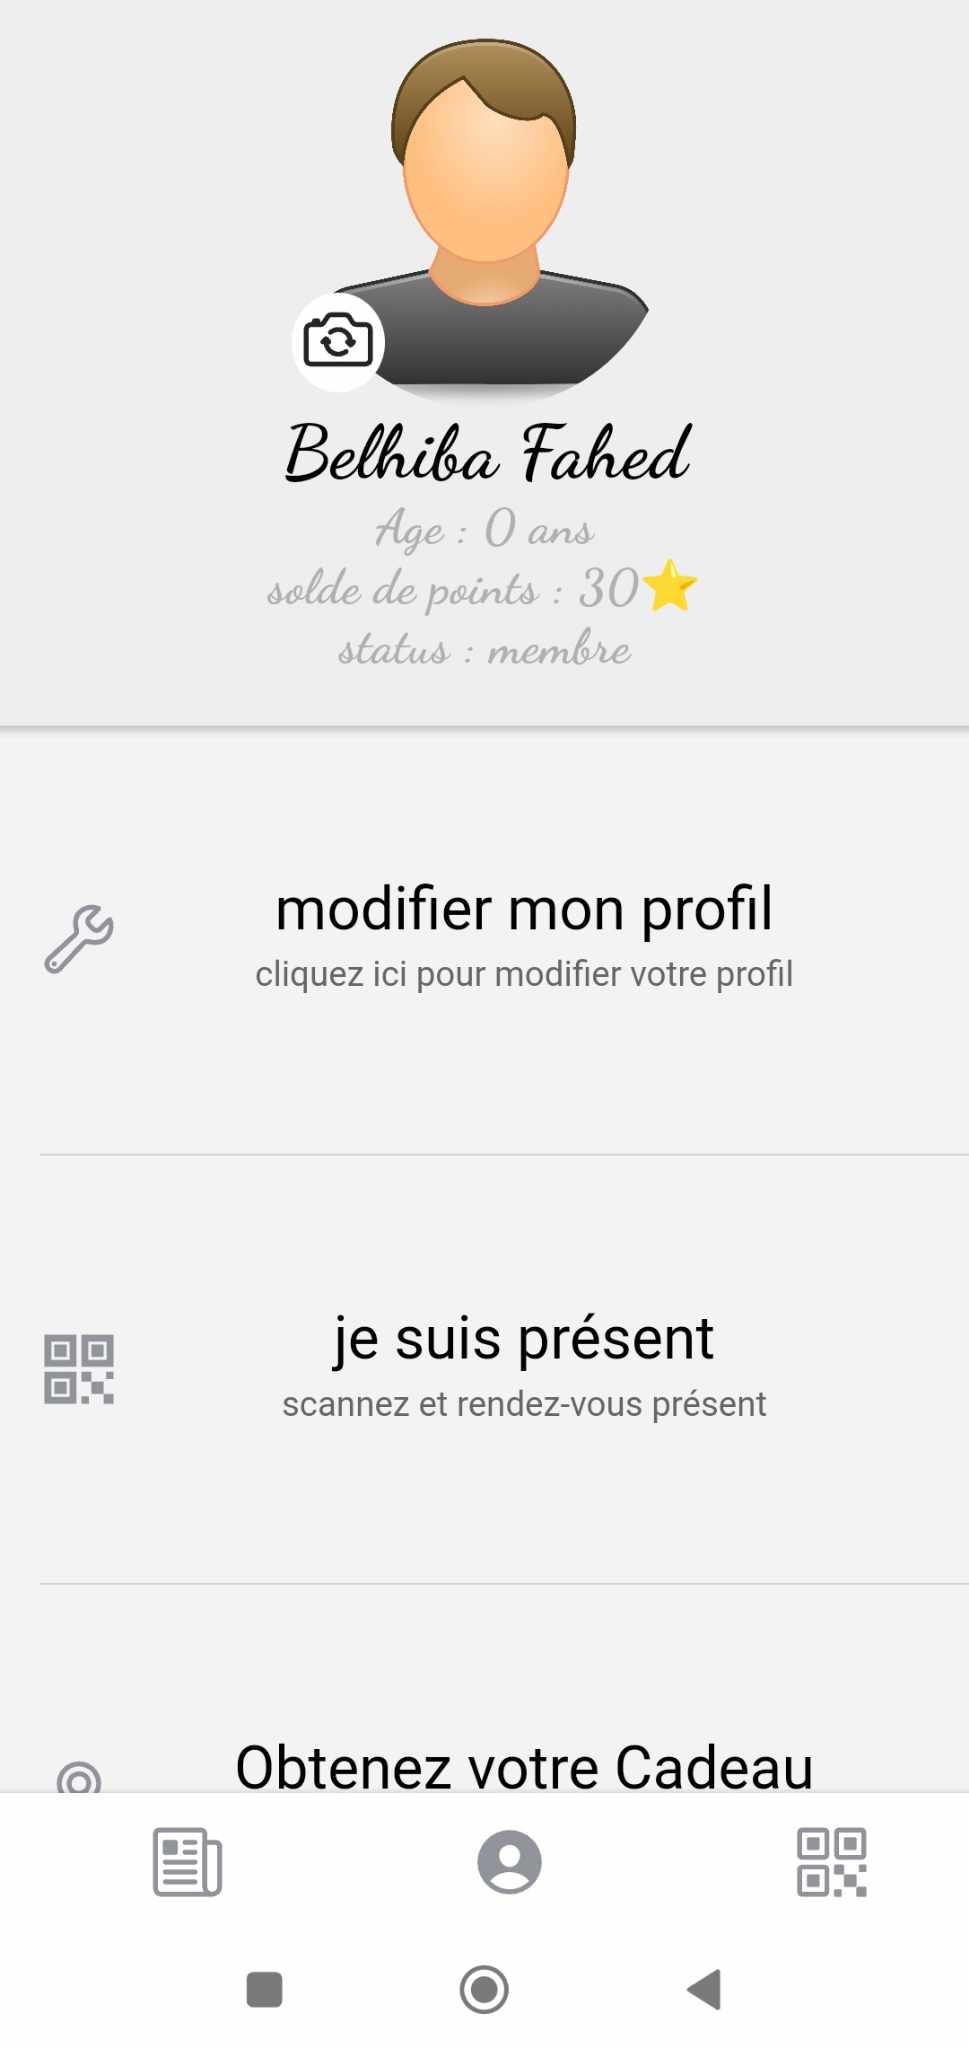 Belhiba Fahed
Age : 0 ans
solde de points : 30⭐
status : membre
modifier mon profil
cliquez ici pour modifier votre profil
je suis présent
scannez et rendez-vous présent
Obtenez votre Cadeau